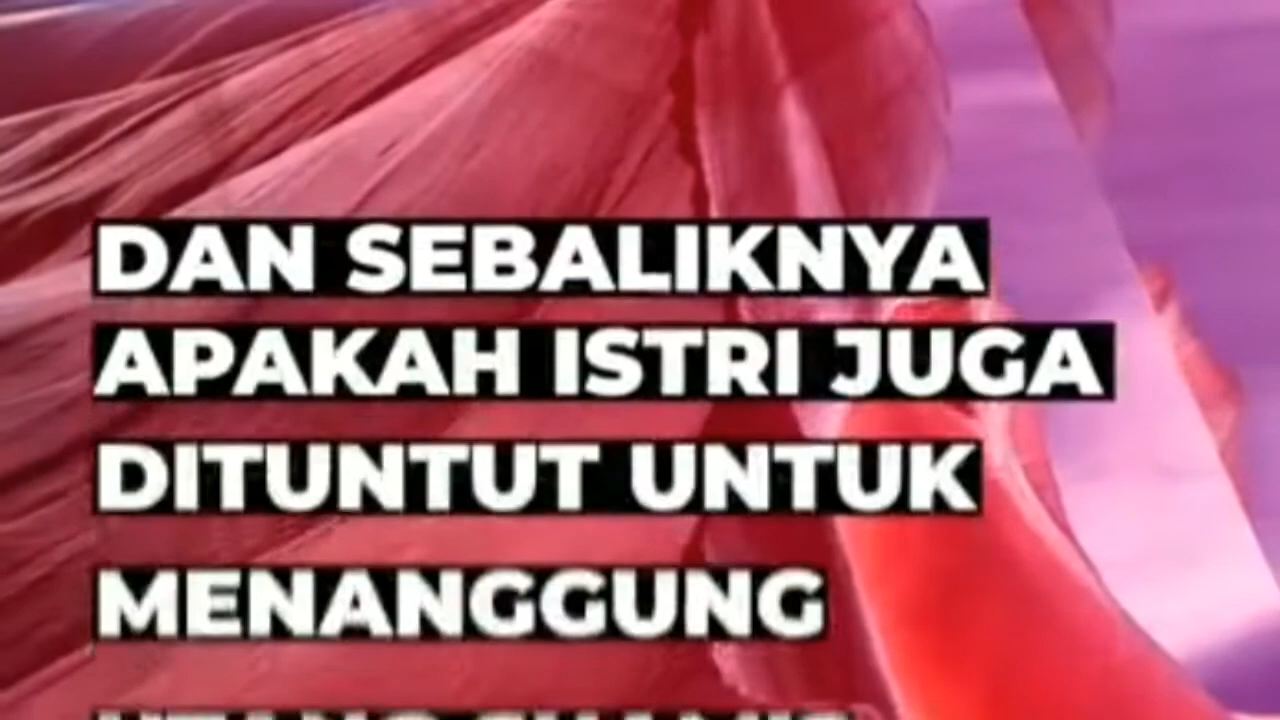 DAN SEBALIKNYA
APAKAH ISTRI JUGA
DITUNTUT UNTUK
MENANGGUNG